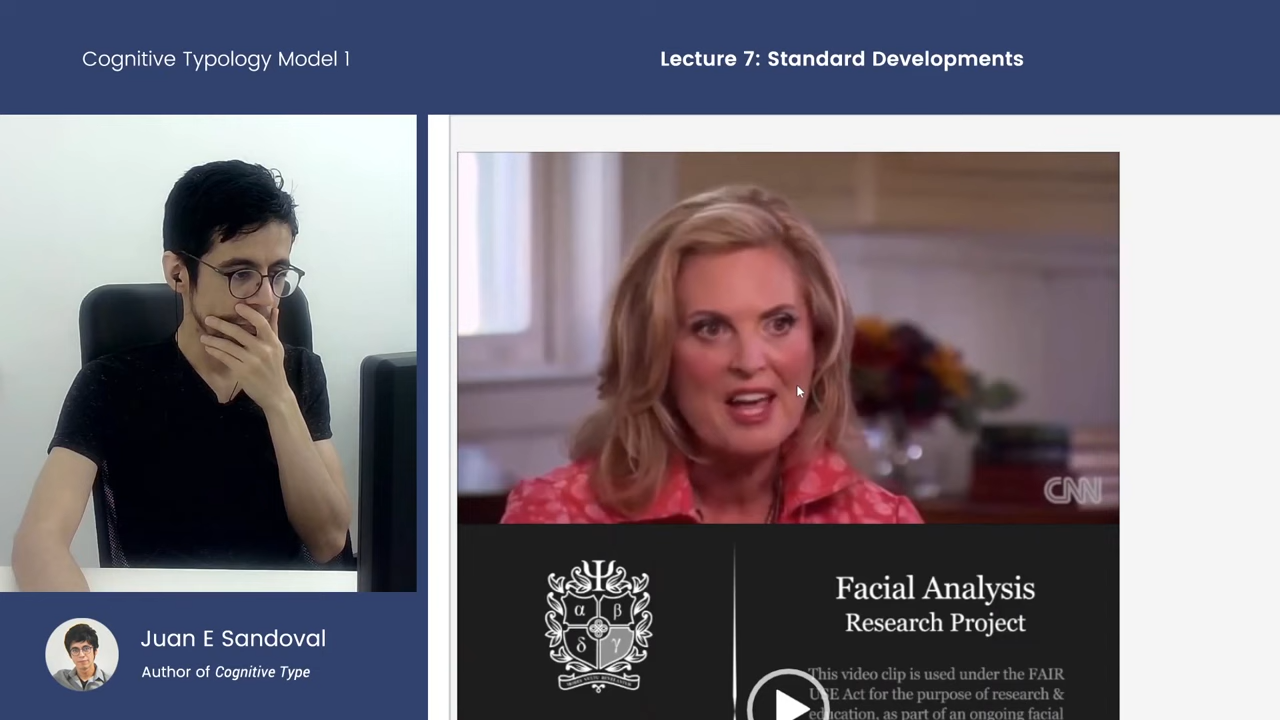 Cognitive Typology Model 1
Lecture 7: Standard Developments
CNN
α β
δ γ
Ψ
Facial Analysis
Research Project
This video clip is used under the FAIR
USE Act for the purpose of research &
education, as part of an ongoing facial
Juan E Sandoval
Author of Cognitive Type